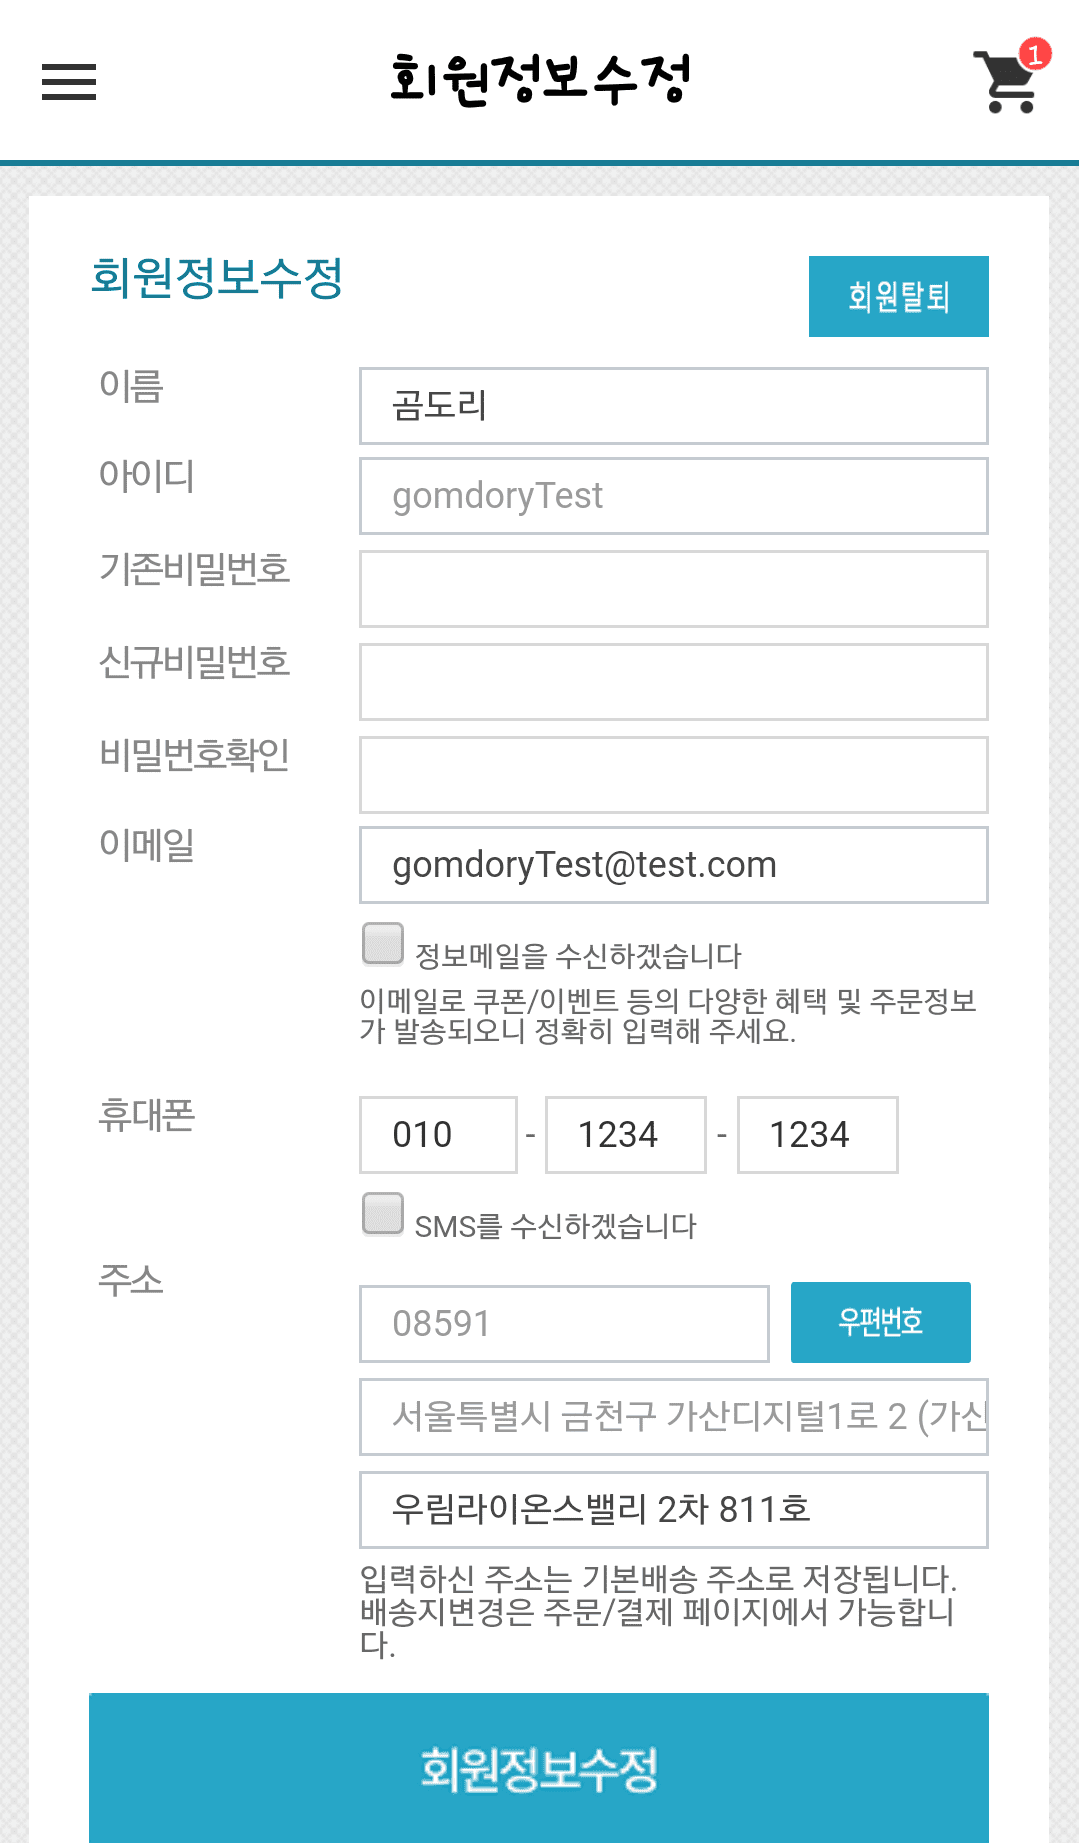 회원정보수정
1
회원정보수정
회원탈퇴
이름
곰도리
아이디
gomdoryTest
기존비밀번호
신규비밀번호
비밀번호확인
이메일
gomdoryTest@test.com
정보메일을 수신하겠습니다
이메일로 쿠폰/이벤트 등의 다양한 혜택 및 주문정보
가 발송되오니 정확히 입력해 주세요.
휴대폰
010 - 1234 - 1234
SMS를 수신하겠습니다
주소
08591
우편번호
서울특별시 금천구 가산디지털1로 2 (가산
우림라이온스밸리 2차 811호
입력하신 주소는 기본배송 주소로 저장됩니다.
배송지변경은 주문/결제 페이지에서 가능합니
다.
회원정보수정